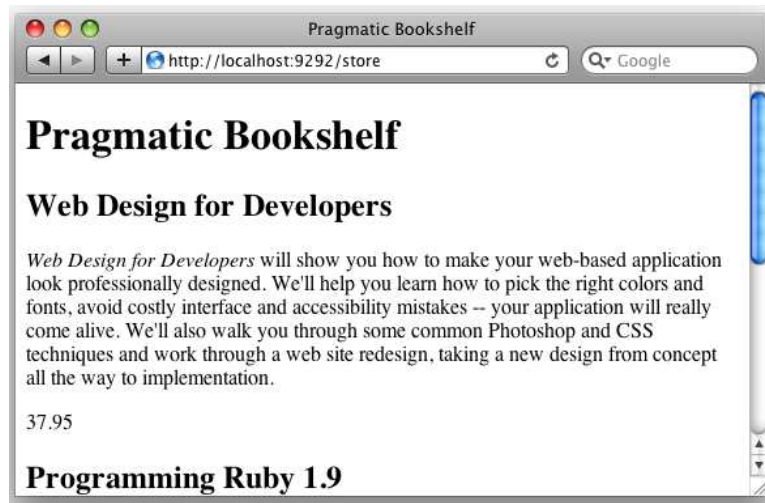 Pragmatic Bookshelf
http://localhost:9292/store
Google
Pragmatic Bookshelf
Web Design for Developers
Web Design for Developers will show you how to make your web-based application
look professionally designed. We'll help you learn how to pick the right colors and
fonts, avoid costly interface and accessibility mistakes -- your application will really
come alive. We'll also walk you through some common Photoshop and CSS
techniques and work through a web site redesign, taking a new design from concept
all the way to implementation.
37.95
Programming Ruby 1.9